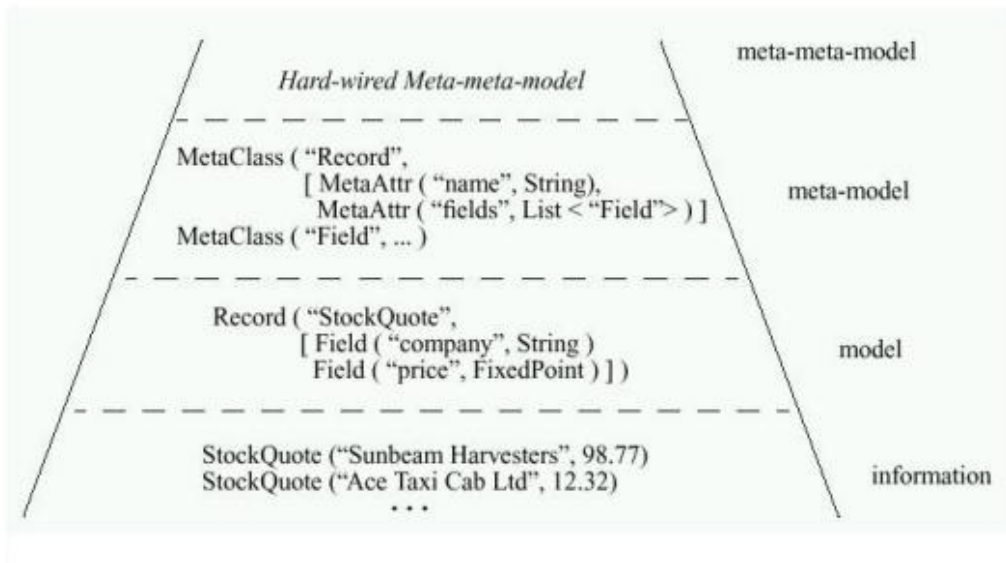 meta-meta-model
Hard-wired Meta-meta-model
MetaClass ( “Record”,
[ MetaAttr ( “name”, String),
MetaAttr ( “fields”, List < “Field”> ) ]
MetaClass (“Field”, ... )
meta-model
Record ( “StockQuote”,
[ Field ( “company”, String )
Field ( “price”, FixedPoint ) ] )
model
StockQuote (“Sunbeam Harvesters”, 98.77)
StockQuote (“Ace Taxi Cab Ltd”, 12.32)
• • •
information